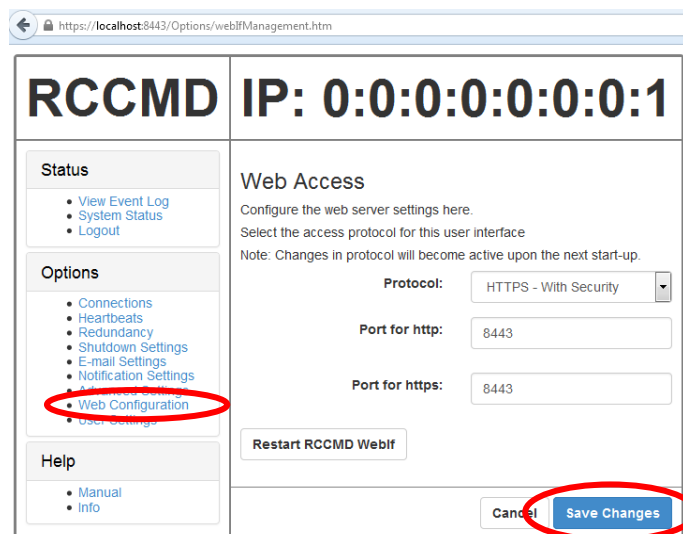 https://localhost:8443/Options/webIfManagement.htm
RCCMD
IP: 0:0:0:0:0:0:0:1
Status
View Event Log
System Status
Logout
Options
Connections
Heartbeats
Redundancy
Shutdown Settings
E-mail Settings
Notification Settings
Advanced Settings
Web Configuration
User Settings
Help
Manual
Info
Web Access
Configure the web server settings here.
Select the access protocol for this user interface
Note: Changes in protocol will become active upon the next start-up.
Protocol: HTTPS - With Security
Port for http: 8443
Port for https: 8443
Restart RCCMD WebIf
Cancel Save Changes